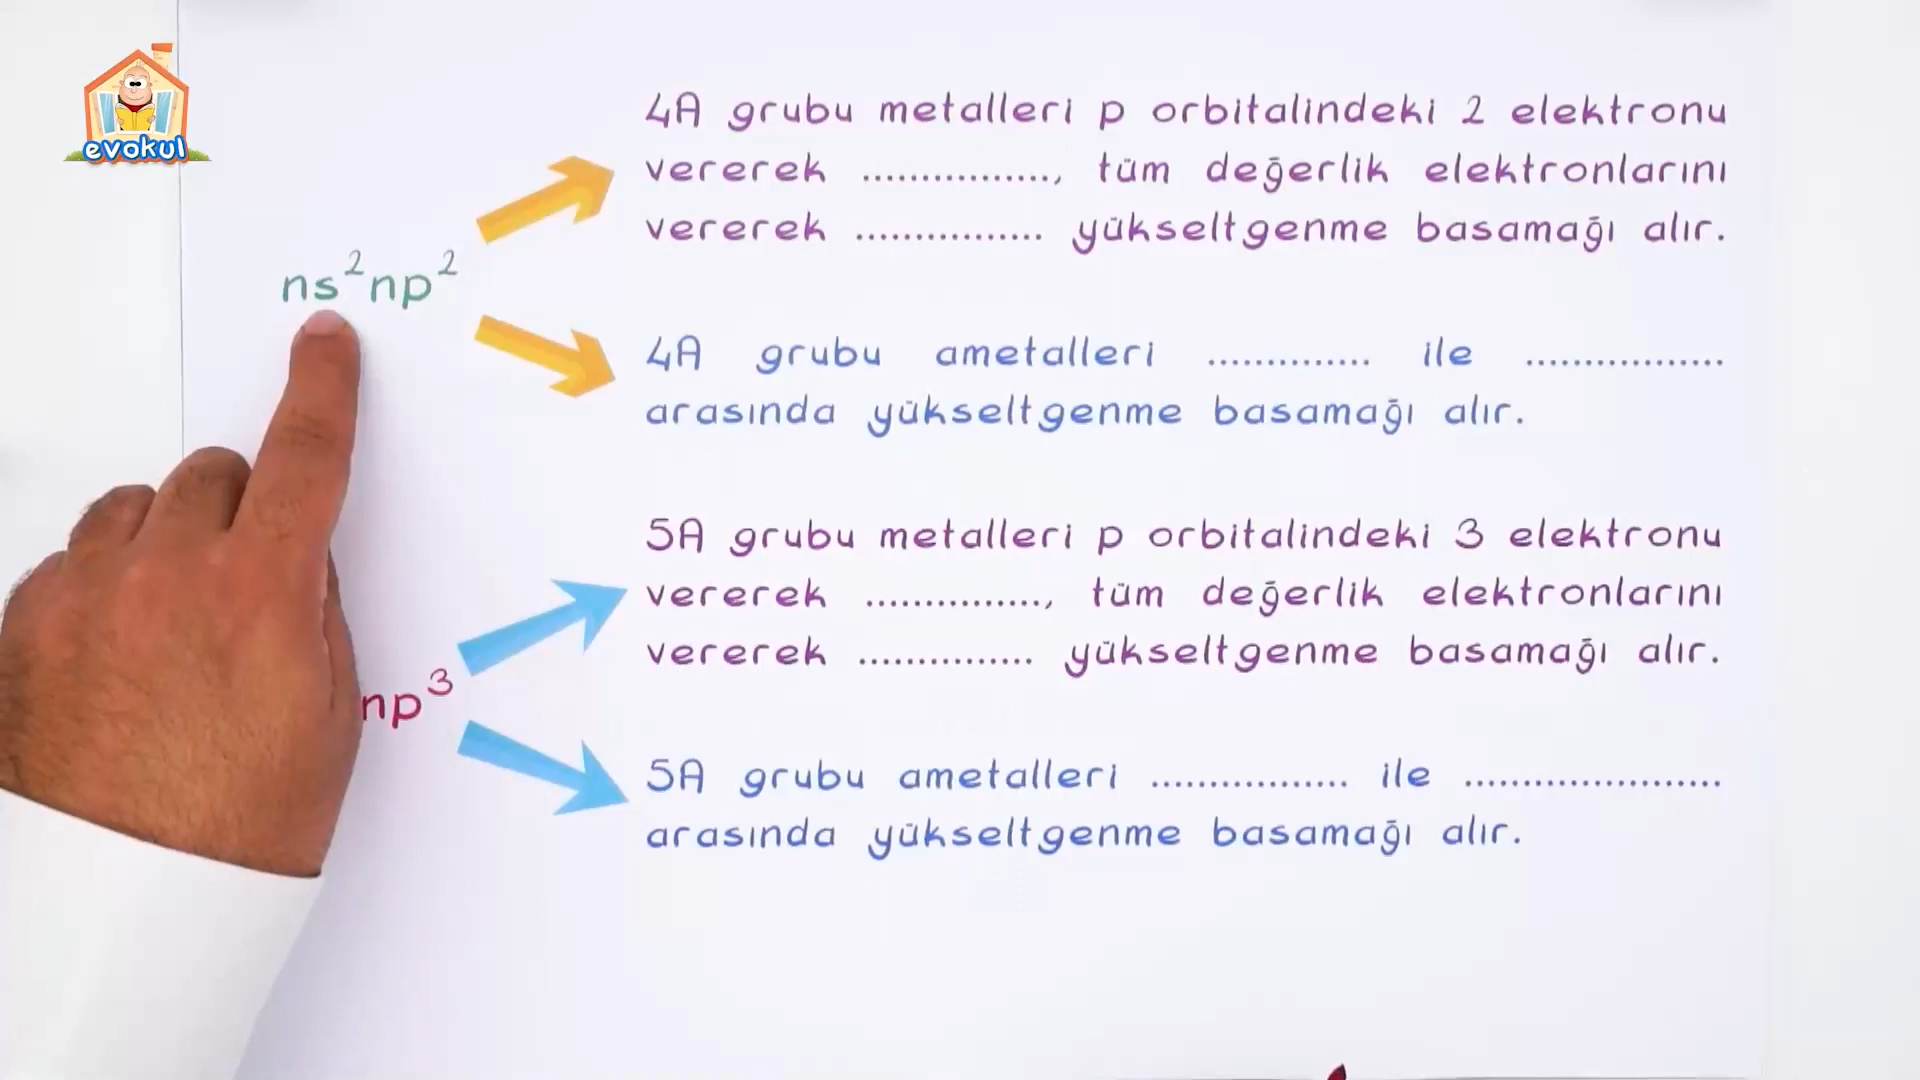 evokul
4A grubu metalleri p orbitalindeki 2 elektronu
vererek ................, tüm değerlik elektronlarını
vererek ................ yükseltgenme basamağı alır.
ns²np²
4A grubu ametalleri .............. ile .................
arasında yükseltgenme basamağı alır.
5A grubu metalleri p orbitalindeki 3 elektronu
vererek ..............., tüm değerlik elektronlarını
vererek ............... yükseltgenme basamağı alır.
np³
5A grubu ametalleri ................. ile ......................
arasında yükseltgenme basamağı alır.